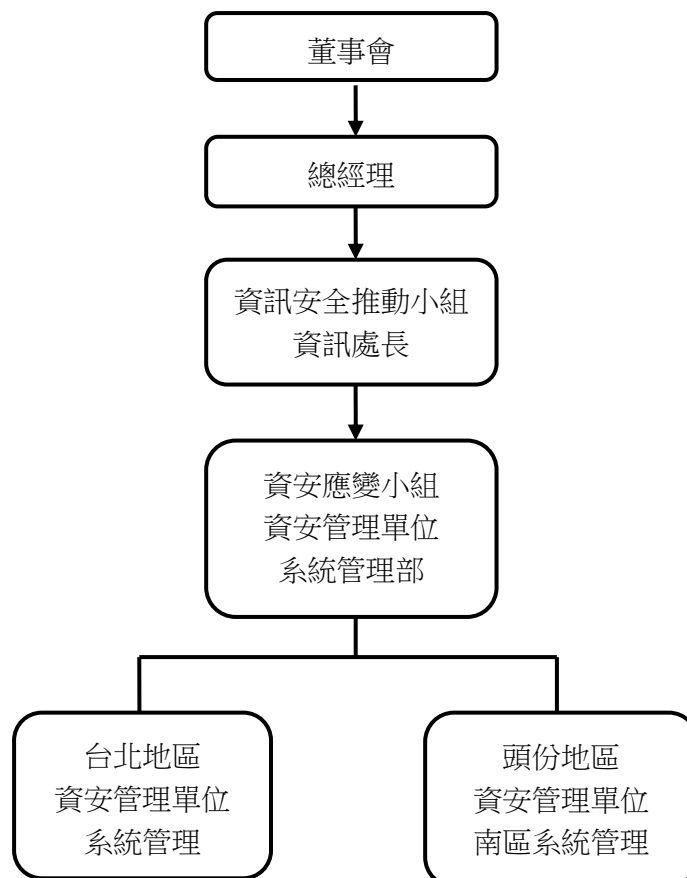 董事會
總經理
資訊安全推動小組
資訊處長
資安應變小組
資安管理單位
系統管理部
台北地區
資安管理單位
系統管理
頭份地區
資安管理單位
南區系統管理